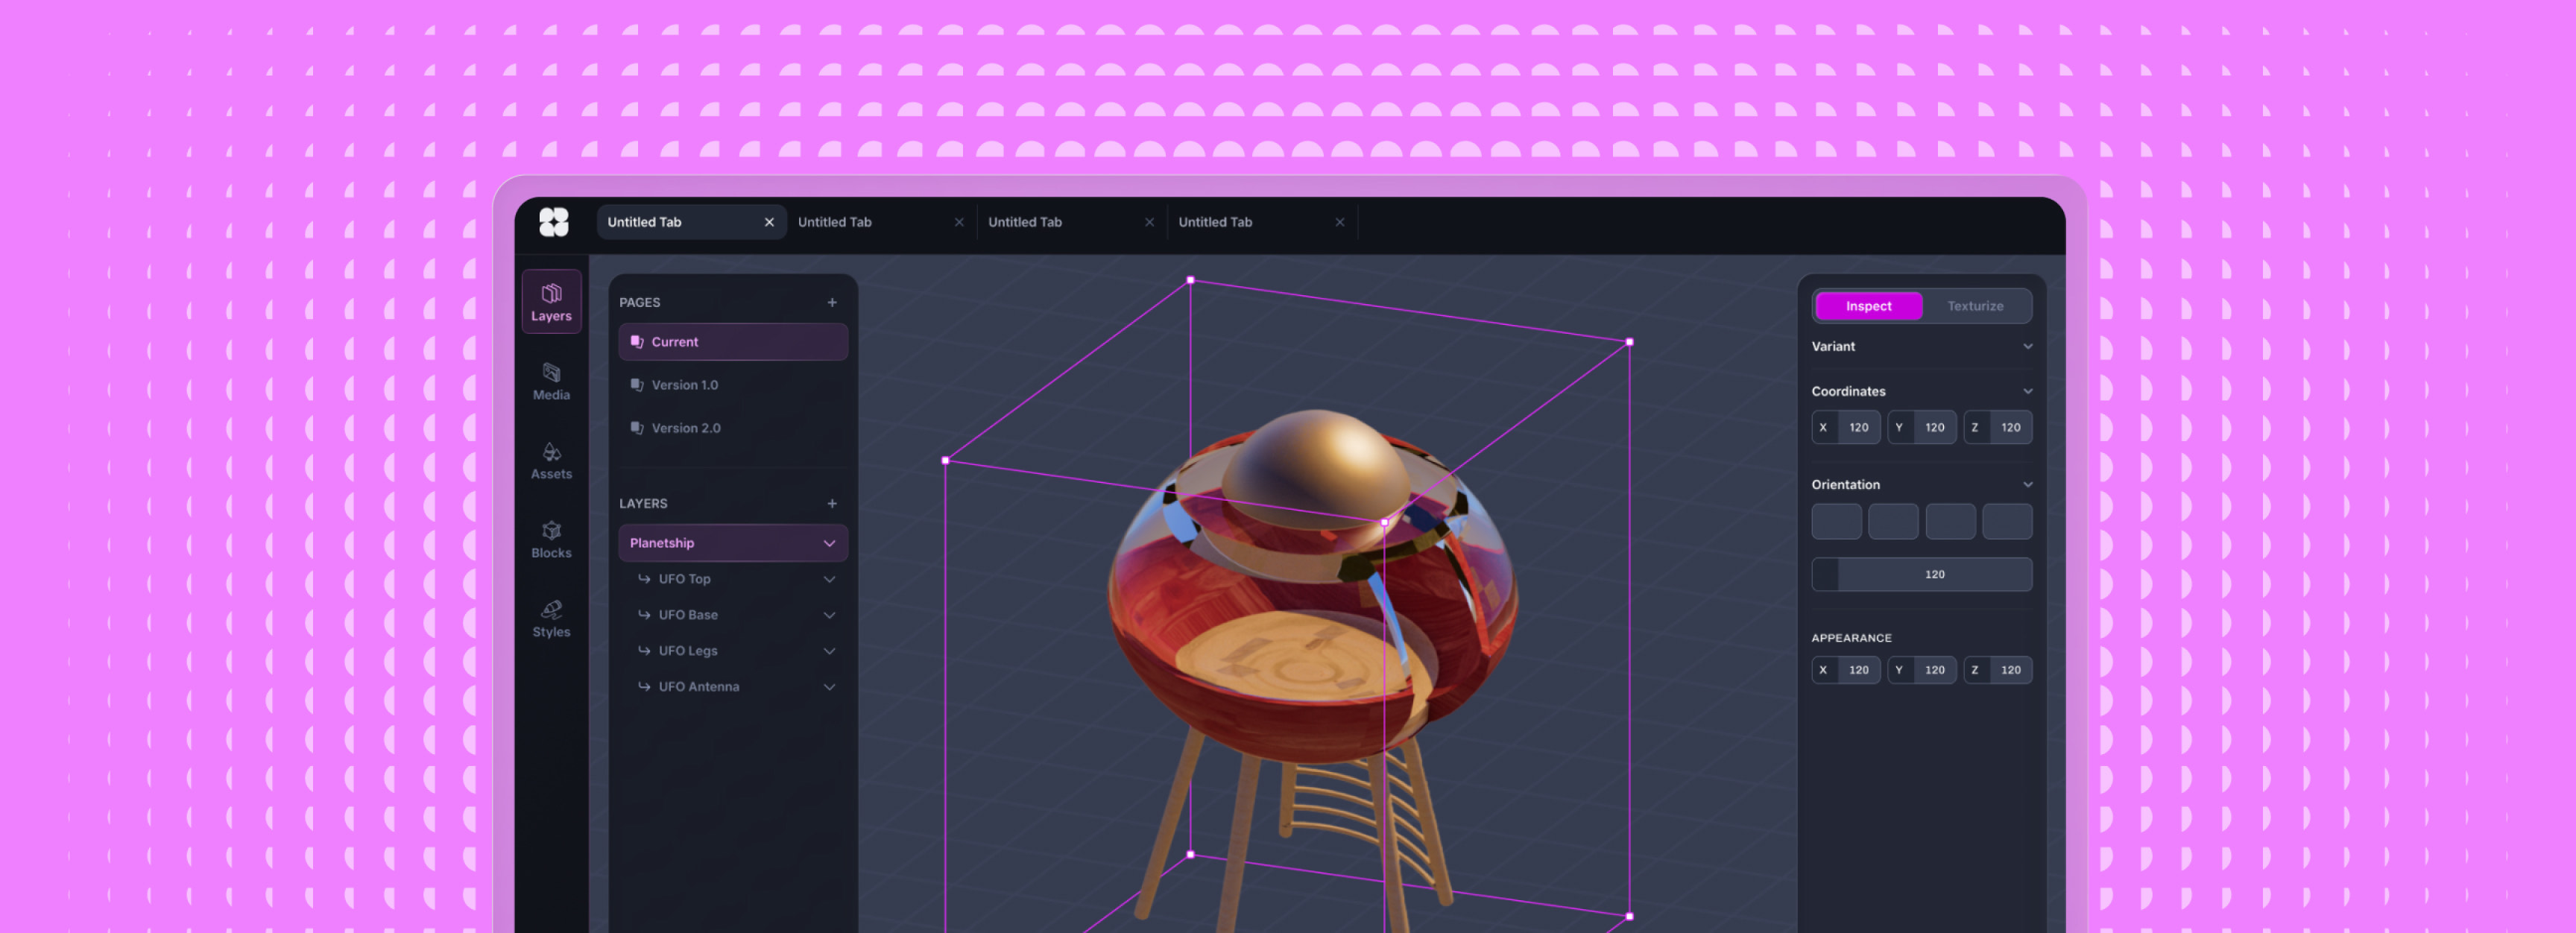 Untitled Tab
Untitled Tab
Untitled Tab
Untitled Tab
Layers
Media
Assets
Blocks
Styles
PAGES
Current
Version 1.0
Version 2.0
LAYERS
Planetship
UFO Top
UFO Base
UFO Legs
UFO Antenna
Inspect Texturize
Variant
Coordinates
X 120 Y 120 Z 120
Orientation
120
APPEARANCE
X 120 Y 120 Z 120